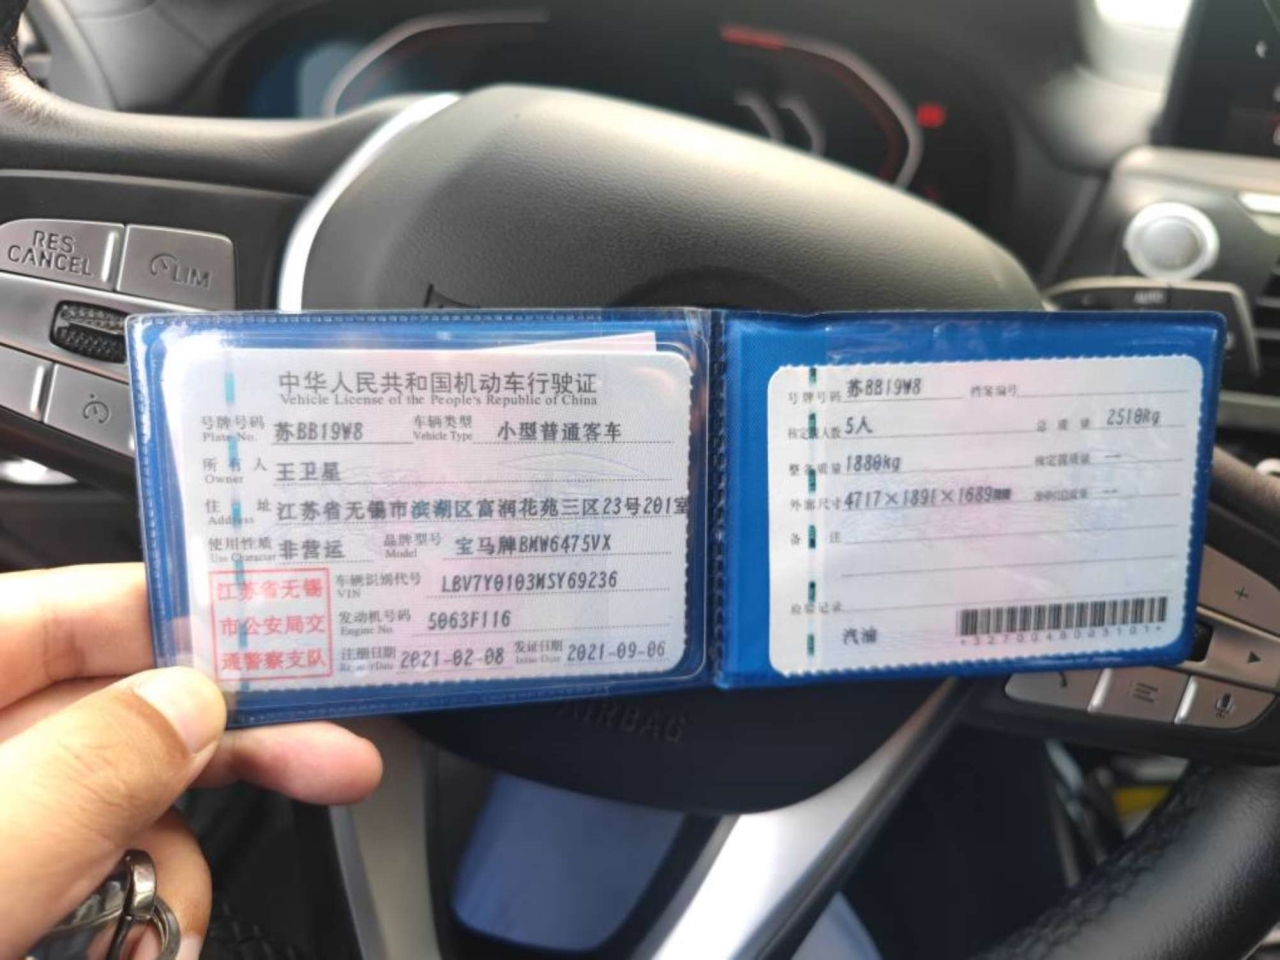 RES
CANCEL
LIM
中华人民共和国机动车行驶证
Vehicle License of the People's Republic of China
号牌号码 苏BB19W8 车辆类型 小型普通客车
Plate No. Vehicle Type
所有人 王卫星
Owner
住址 江苏省无锡市滨湖区富润花苑三区23号201室
Address
使用性质 非营运 品牌型号 宝马牌BMW6475VX
Use Character Model
江苏省无锡
市公安局交
通警察支队
车辆识别代号 LBV7Y0103MSY69236
VIN
发动机号码 5063F116
Engine No.
注册日期 2021-02-08 发证日期 2021-09-06
Register Date Issue Date
号牌号码 苏BB19W8 档案编号
核定载人数 5人 总质量 2510kg
整备质量 1880kg 核定载质量 --
外廓尺寸 4717×1891×1689 --
备注
检验记录
汽油
AIRBAG